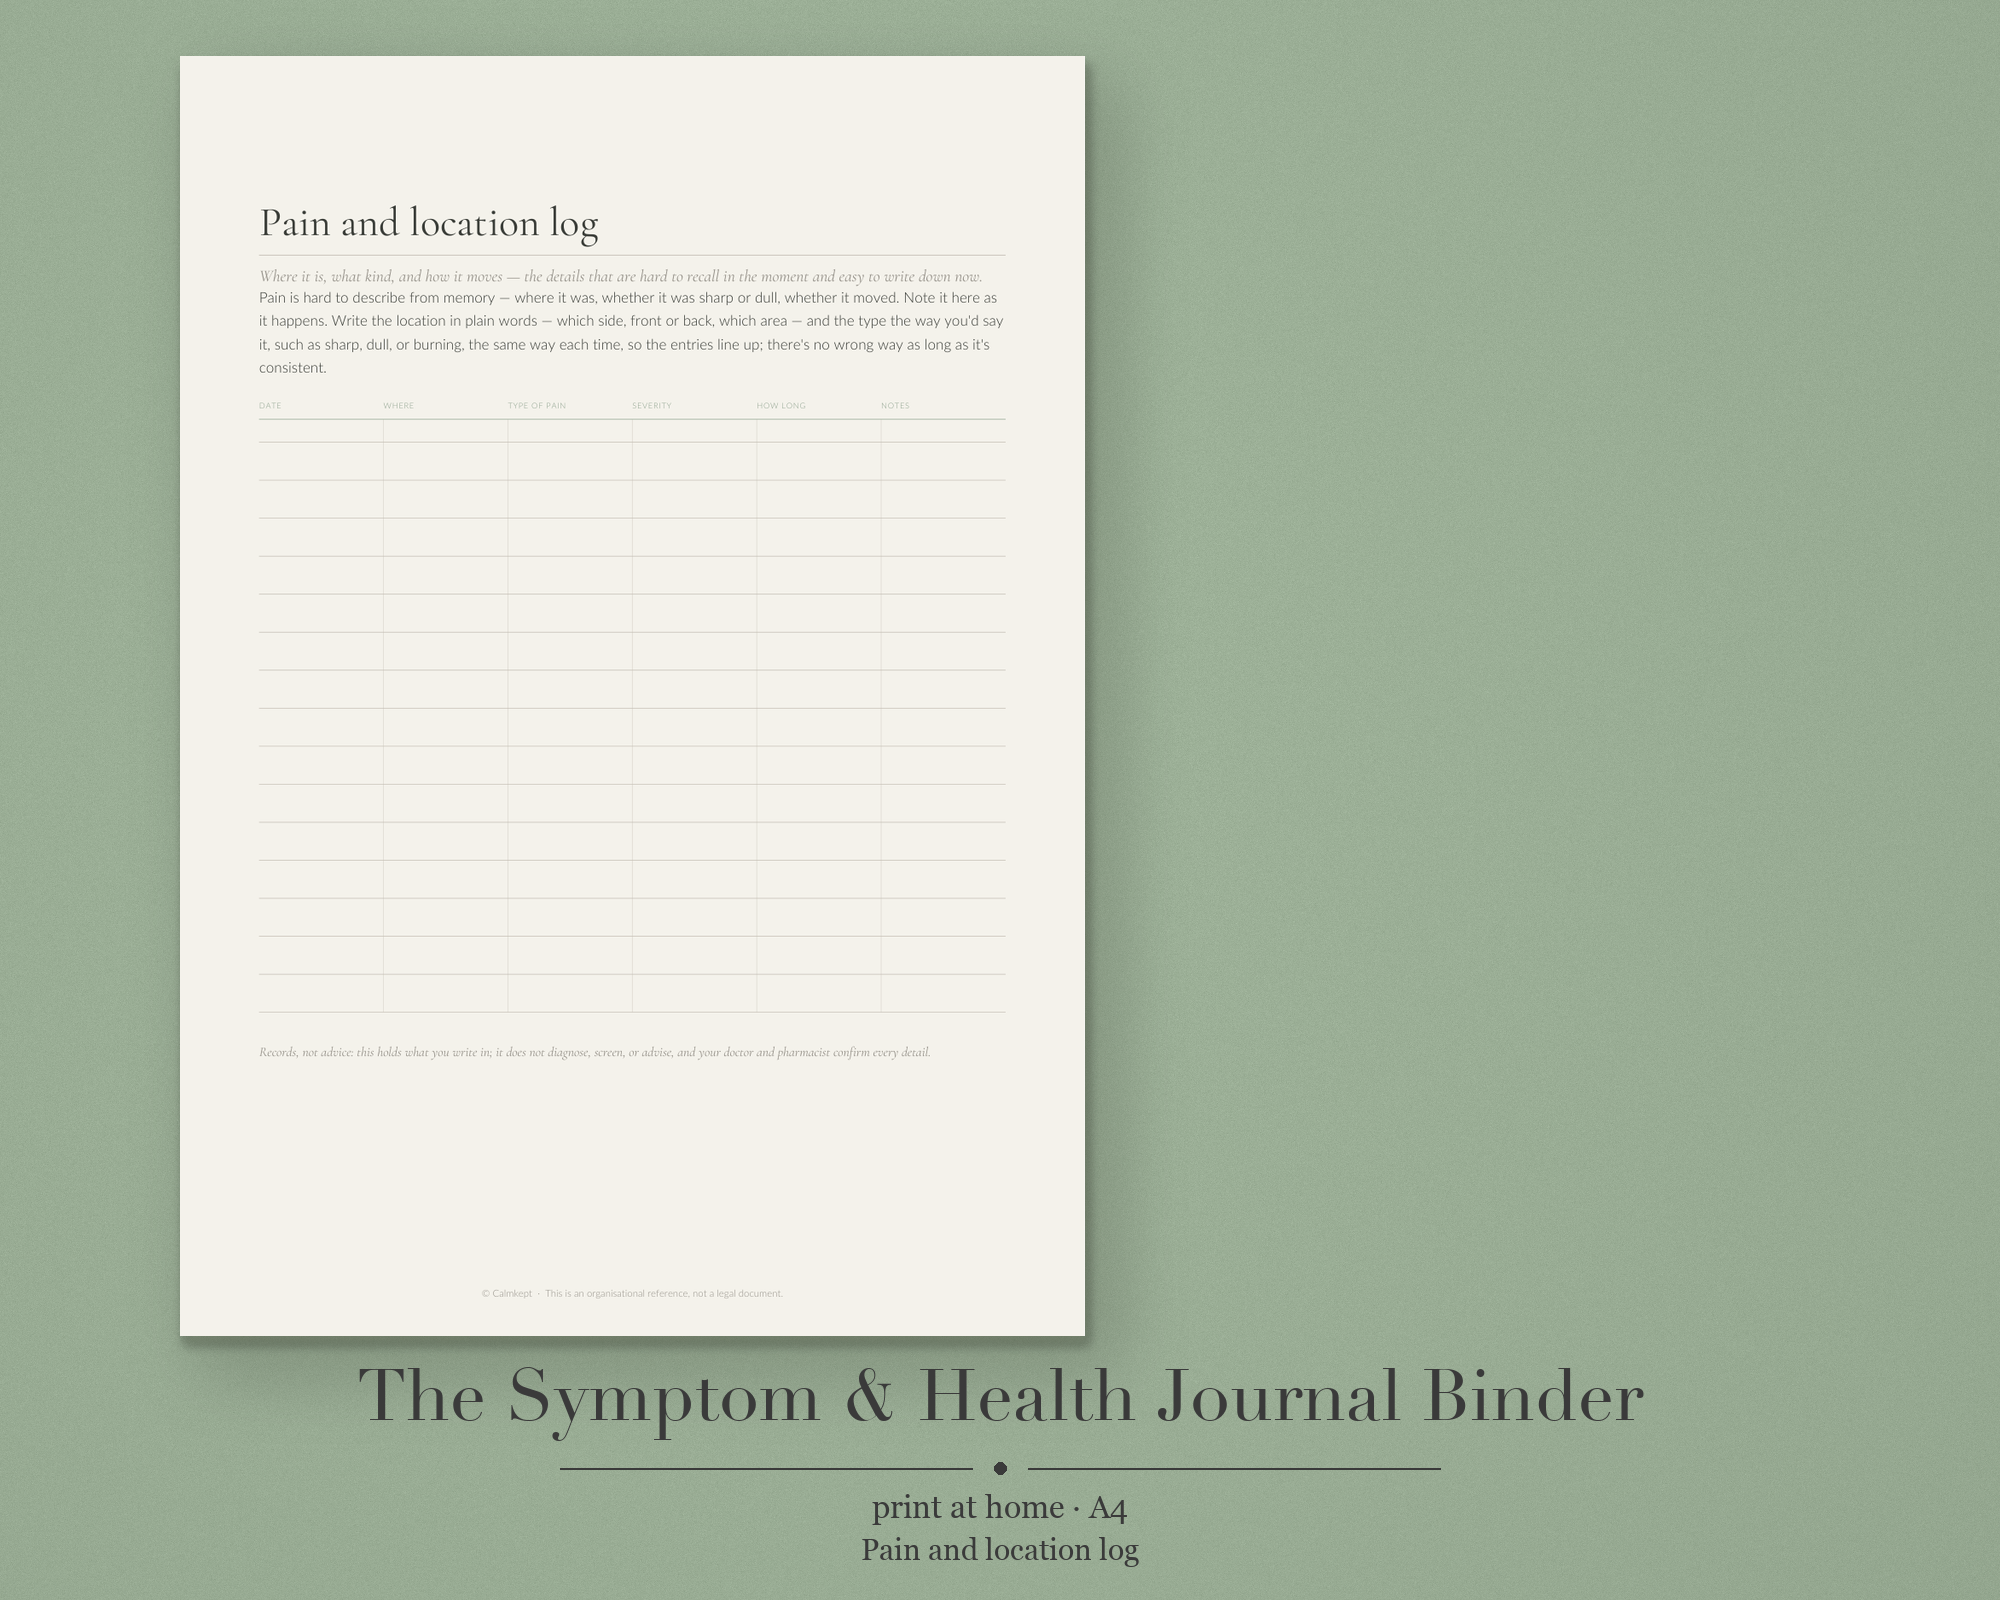 Pain and location log
Where it is, what kind, and how it moves — the details that are hard to recall in the moment and easy to write down now.
Pain is hard to describe from memory — where it was, whether it was sharp or dull, whether it moved. Note it here as
it happens. Write the location in plain words — which side, front or back, which area — and the type the way you'd say
it, such as sharp, dull, or burning, the same way each time, so the entries line up; there's no wrong way as long as it's
consistent.
DATE WHERE TYPE OF PAIN SEVERITY HOW LONG NOTES
Records, not advice: this holds what you write in; it does not diagnose, screen, or advise, and your doctor and pharmacist confirm every detail.
© Calmkept · This is an organisational reference, not a legal document.
The Symptom & Health Journal Binder
print at home · A4
Pain and location log